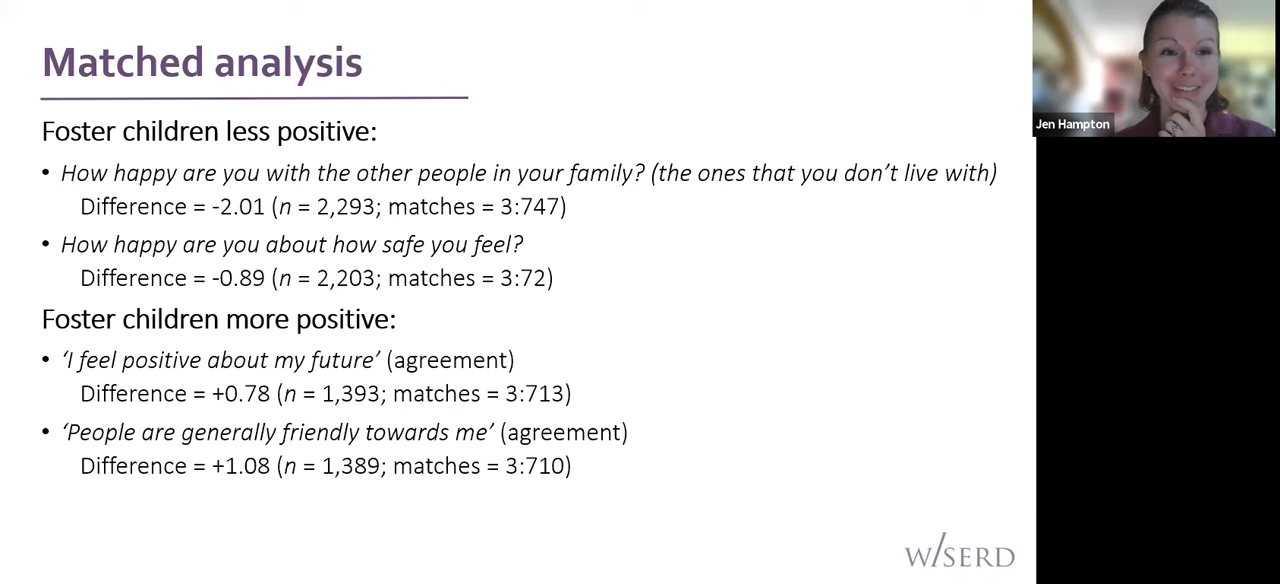 Matched analysis
Jen Hampton
Foster children less positive:
• How happy are you with the other people in your family? (the ones that you don't live with)
Difference = -2.01 (n = 2,293; matches = 3:747)
• How happy are you about how safe you feel?
Difference = -0.89 (n = 2,203; matches = 3:72)
Foster children more positive:
• ‘I feel positive about my future’ (agreement)
Difference = +0.78 (n = 1,393; matches = 3:713)
• ‘People are generally friendly towards me’ (agreement)
Difference = +1.08 (n = 1,389; matches = 3:710)
W/SERD